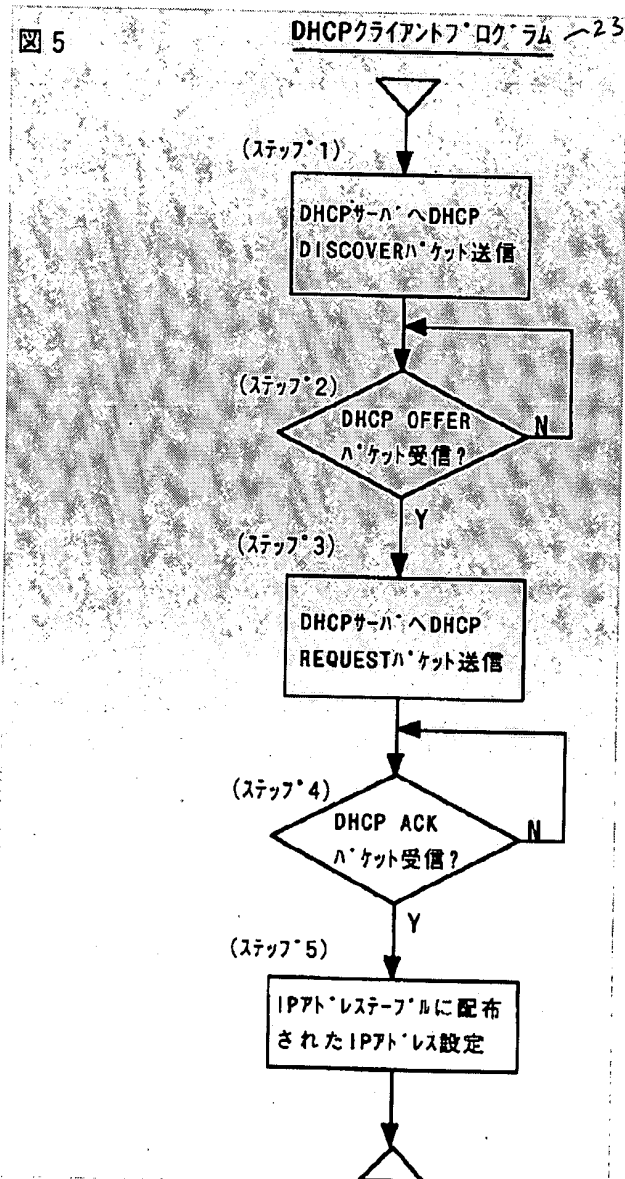 図5
DHCPクライアントプログラム 23
(ステップ1)
DHCPサーバへDHCP
DISCOVERパケット送信
(ステップ2)
DHCP OFFER
パケット受信?
N
Y
(ステップ3)
DHCPサーバへDHCP
REQUESTパケット送信
(ステップ4)
DHCP ACK
パケット受信?
N
Y
(ステップ5)
IPアドレステーブルに配布
されたIPアドレス設定